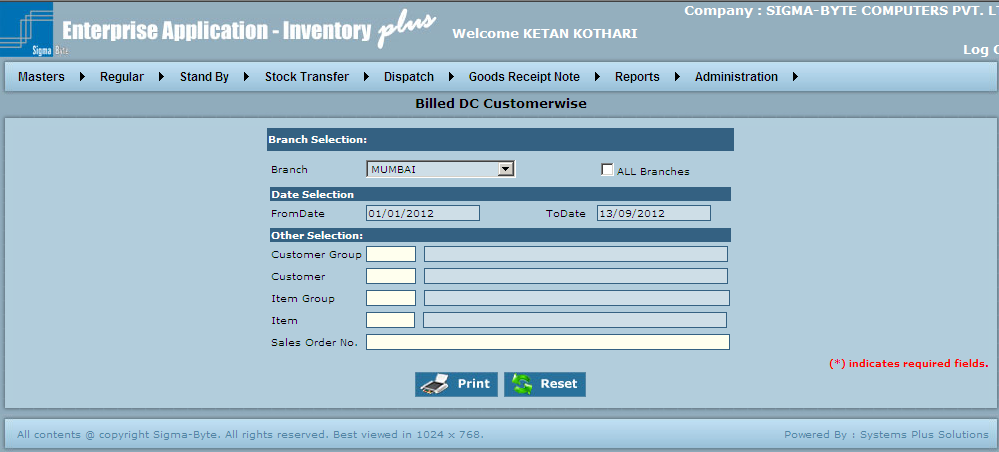 Company : SIGMA-BYTE COMPUTERS PVT.
Sigma Byte
Enterprise Application - Inventory plus
Welcome KETAN KOTHARI
Log
Masters Regular Stand By Stock Transfer Dispatch Goods Receipt Note Reports Administration
Billed DC Customerwise
Branch Selection:
Branch MUMBAI ALL Branches
Date Selection
FromDate 01/01/2012 ToDate 13/09/2012
Other Selection:
Customer Group
Customer
Item Group
Item
Sales Order No.
(*) indicates required fields.
Print Reset
All contents @ copyright Sigma-Byte. All rights reserved. Best viewed in 1024 x 768. Powered By : Systems Plus Solutions